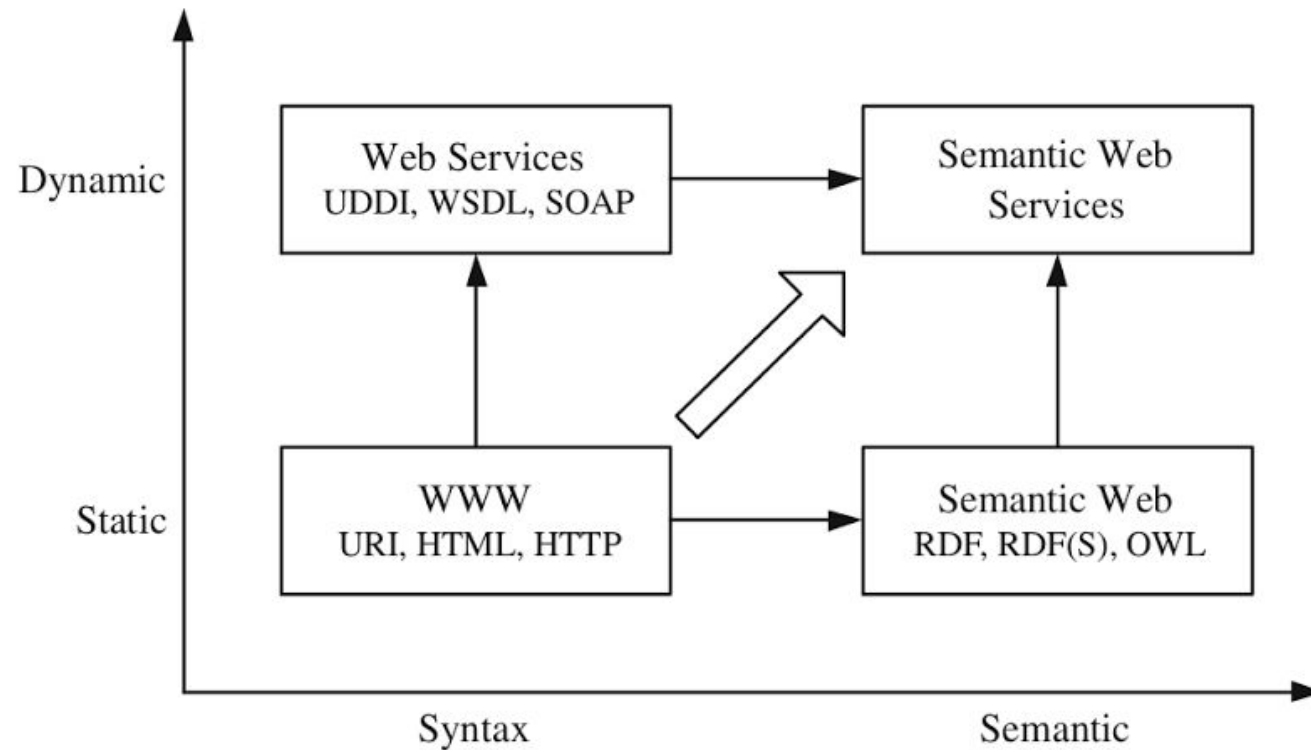 Dynamic
Web Services
UDDI, WSDL, SOAP
Semantic Web
Services
Static
WWW
URI, HTML, HTTP
Semantic Web
RDF, RDF(S), OWL
Syntax
Semantic